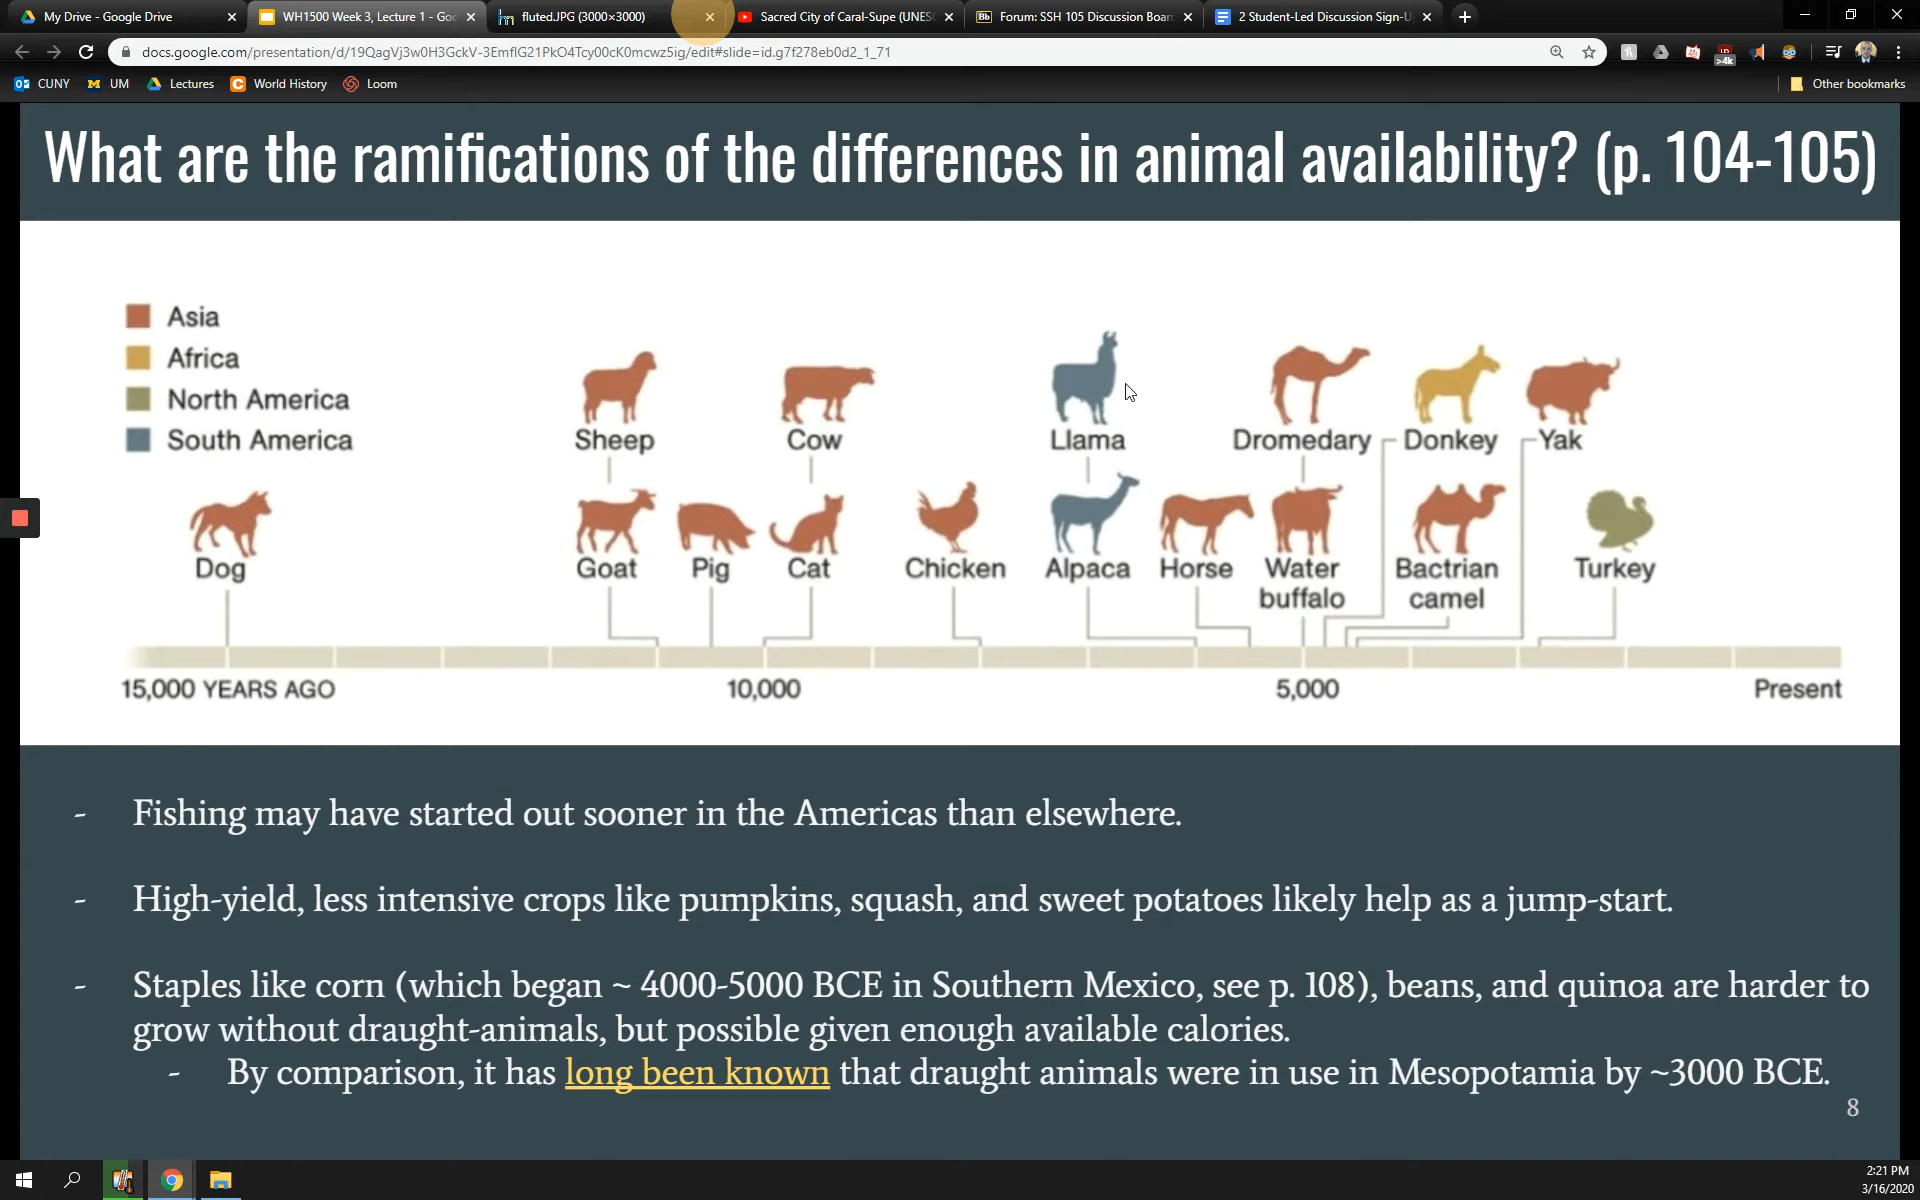 My Drive - Google Drive
WH1500 Week 3, Lecture 1 - Goo
fluted.JPG (3000×3000)
Sacred City of Caral-Supe (UNES
Forum: SSH 105 Discussion Boar
2 Student-Led Discussion Sign-U
docs.google.com/presentation/d/19QagVj3w0H3GckV-3EmflG21PkO4Tcy00cK0mcwz5ig/edit#slide=id.g7f278eb0d2_1_71
>4k
CUNY
UM
Lectures
World History
Loom
Other bookmarks
What are the ramifications of the differences in animal availability? (p. 104-105)
Asia
Africa
North America
South America
Sheep
Cow
Llama
Dromedary
Donkey
Yak
Dog
Goat
Pig
Cat
Chicken
Alpaca
Horse
Water
buffalo
Bactrian
camel
Turkey
15,000 YEARS AGO
10,000
5,000
Present
- Fishing may have started out sooner in the Americas than elsewhere.
- High-yield, less intensive crops like pumpkins, squash, and sweet potatoes likely help as a jump-start.
- Staples like corn (which began ~ 4000-5000 BCE in Southern Mexico, see p. 108), beans, and quinoa are harder to
grow without draught-animals, but possible given enough available calories.
- By comparison, it has long been known that draught animals were in use in Mesopotamia by ~3000 BCE.
8
2:21 PM
3/16/2020